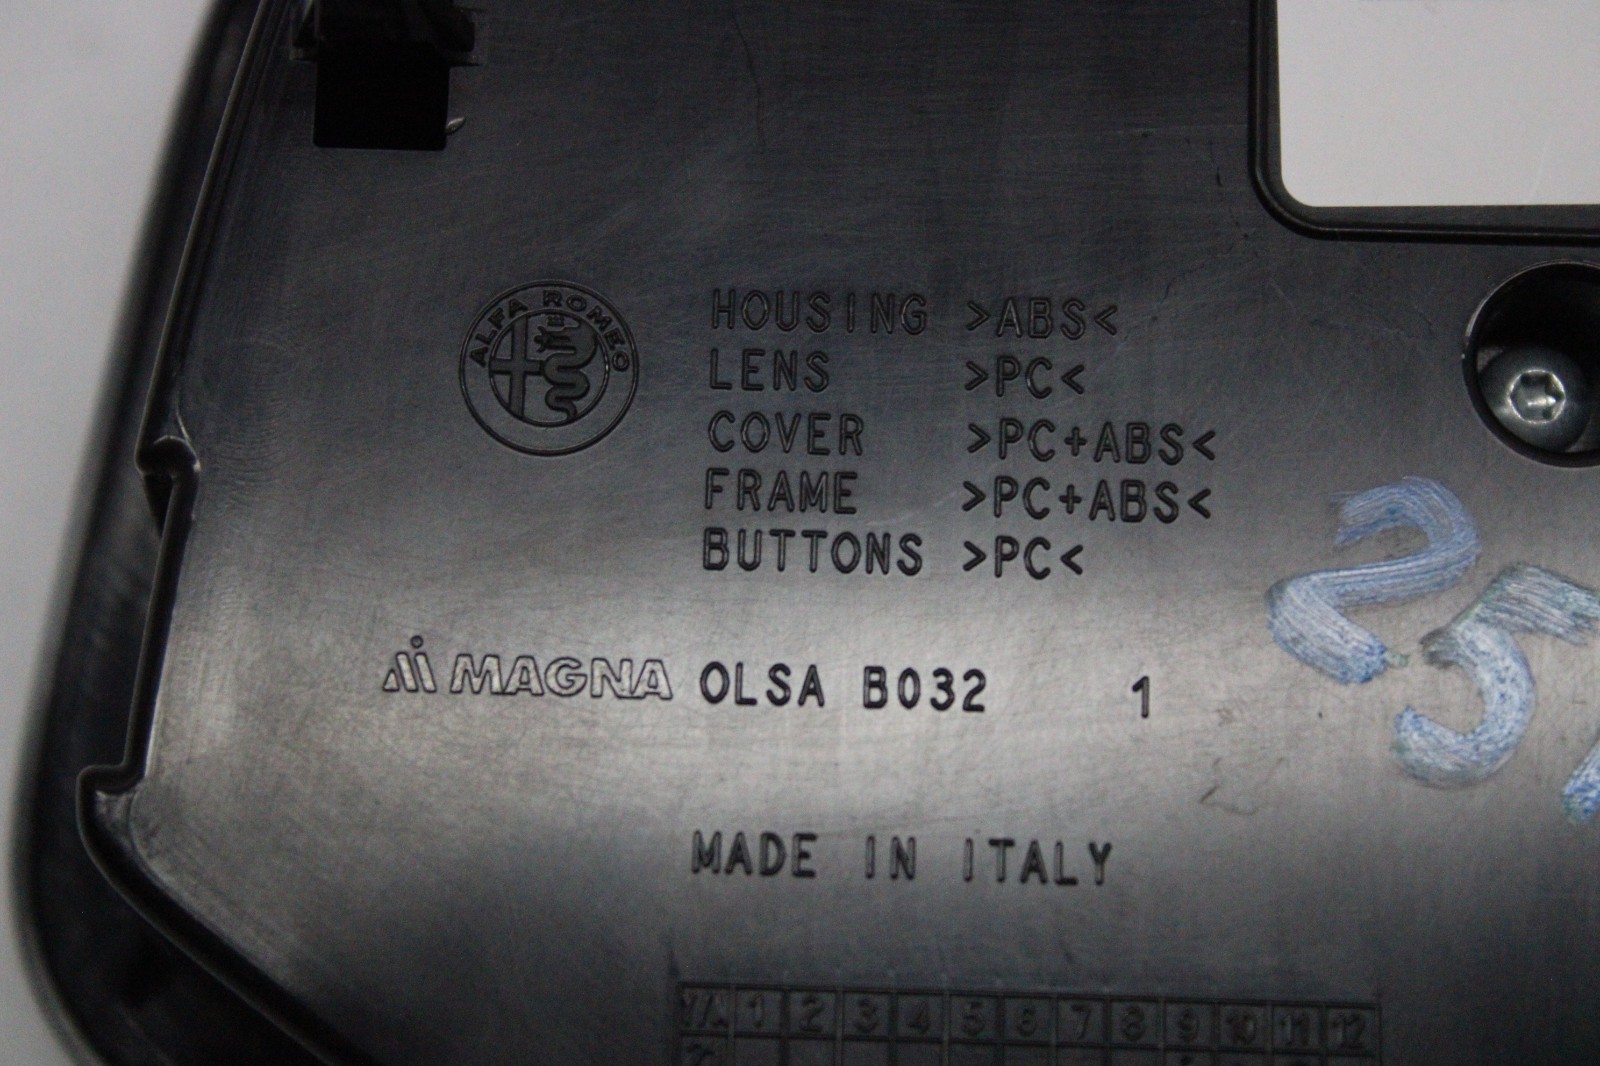 ALFA ROMEO
HOUSING >ABS<
LENS >PC<
COVER >PC+ABS<
FRAME >PC+ABS<
BUTTONS >PC<
MAGNA OLSA B032 1
25
MADE IN ITALY
1 2 3 4 5 6 7 8 9 10 11 12